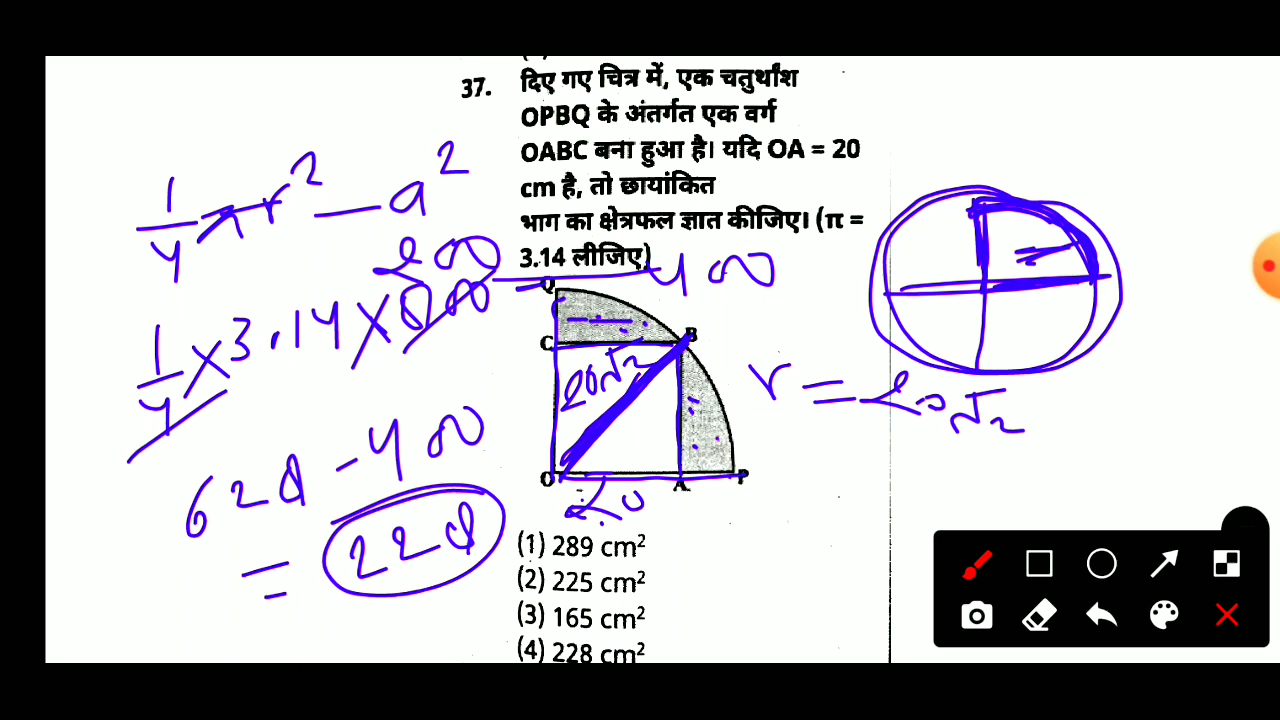 37. दिए गए चित्र में, एक चतुर्थांश
OPBQ के अंतर्गत एक वर्ग
OABC बना हुआ है। यदि OA = 20
cm है, तो छायांकित
भाग का क्षेत्रफल ज्ञात कीजिए। (π =
3.14 लीजिए)
1/4 πr² — a²
200
1/4 × 3.14 × 800 — 400
628 - 400
= 228
Q
C
B
20√2
O
A
P
20
r = 20√2
(1) 289 cm²
(2) 225 cm²
(3) 165 cm²
(4) 228 cm²